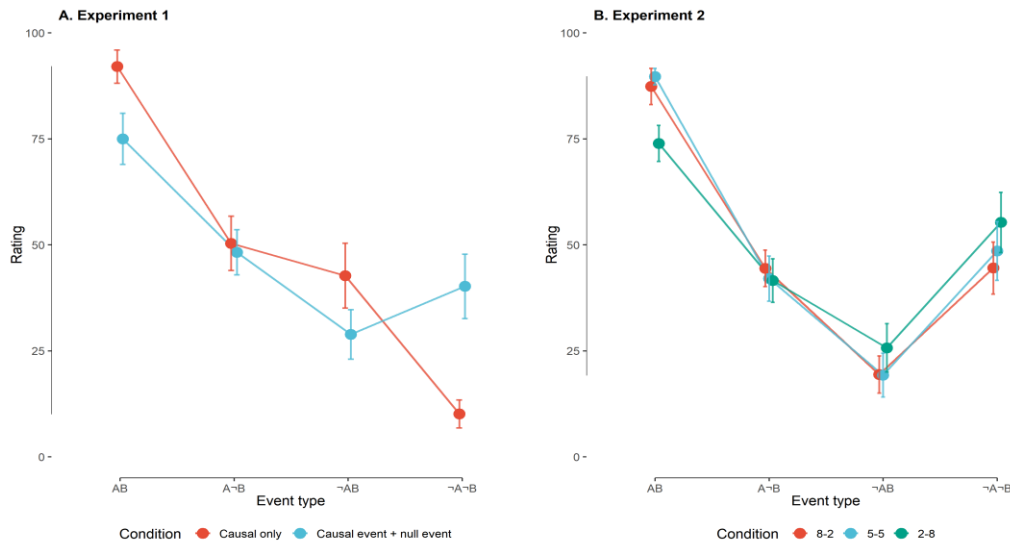 A. Experiment 1
100
75
50
25
0
Rating
AB
A¬B
¬AB
¬A¬B
Event type
Condition
Causal only
Causal event + null event
B. Experiment 2
100
75
50
25
0
Rating
AB
A¬B
¬AB
¬A¬B
Event type
Condition
8-2
5-5
2-8